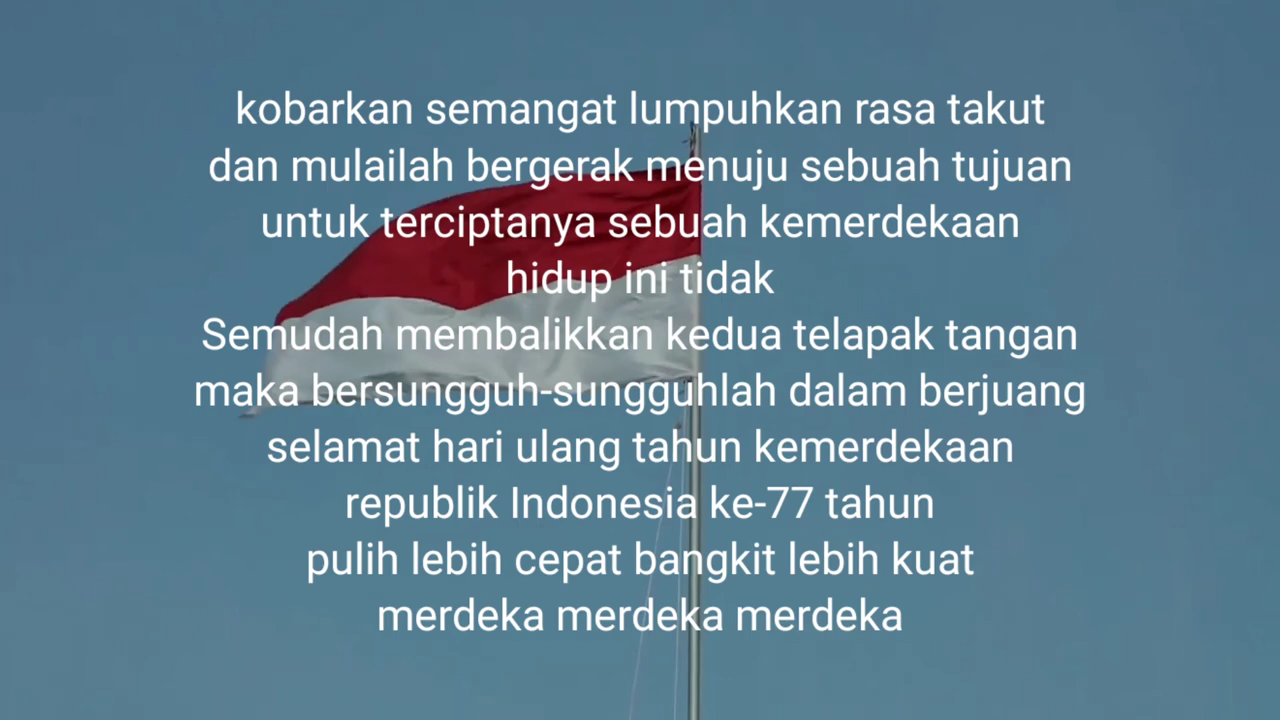 kobarkan semangat lumpuhkan rasa takut
dan mulailah bergerak menuju sebuah tujuan
untuk terciptanya sebuah kemerdekaan
hidup ini tidak
Semudah membalikkan kedua telapak tangan
maka bersungguh-sungguhlah dalam berjuang
selamat hari ulang tahun kemerdekaan
republik Indonesia ke-77 tahun
pulih lebih cepat bangkit lebih kuat
merdeka merdeka merdeka